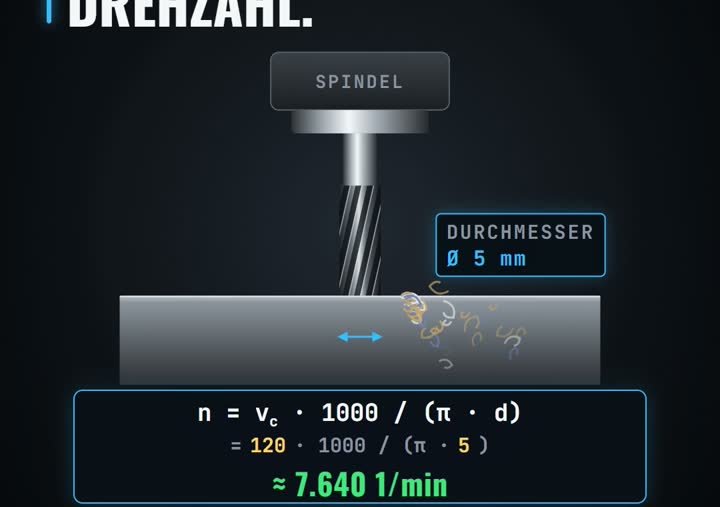 DREHZAHL.
SPINDEL
DURCHMESSER
Ø 5 mm
n = vc · 1000 / (π · d)
= 120 · 1000 / (π · 5 )
≈ 7.640 1/min